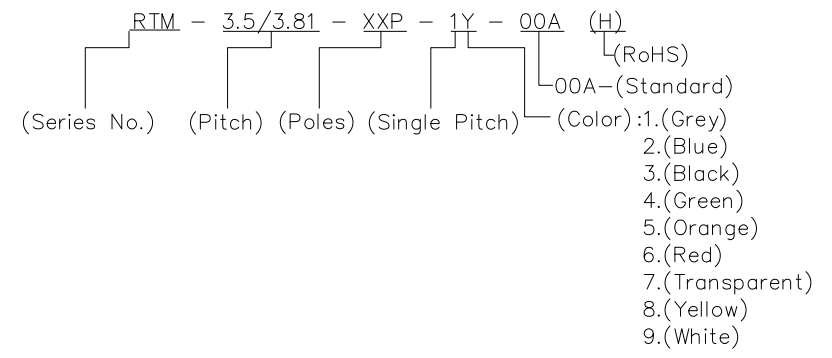 RTM - 3.5/3.81 - XXP - 1Y - 00A (H)
(RoHS)
00A-(Standard)
(Series No.) (Pitch) (Poles) (Single Pitch) (Color):1.(Grey)
2.(Blue)
3.(Black)
4.(Green)
5.(Orange)
6.(Red)
7.(Transparent)
8.(Yellow)
9.(White)